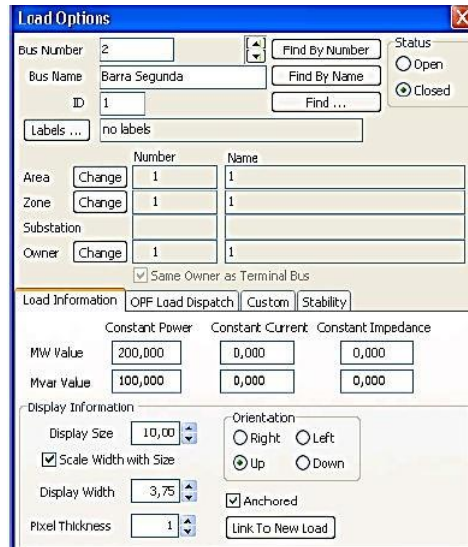 Load Options
Bus Number 2 Find By Number Status
Open
Bus Name Barra Segunda Find By Name
Closed
ID 1 Find ...
Labels ... no labels
Number Name
Area Change 1 1
Zone Change 1 1
Substation
Owner Change 1 1
Same Owner as Terminal Bus
Load Information OPF Load Dispatch Custom Stability
Constant Power Constant Current Constant Impedance
MW Value 200,000 0,000 0,000
Mvar Value 100,000 0,000 0,000
Display Information
Orientation
Display Size 10,00
Right Left
Scale Width with Size
Up Down
Display Width 3,75
Anchored
Pixel Thickness 1 Link To New Load